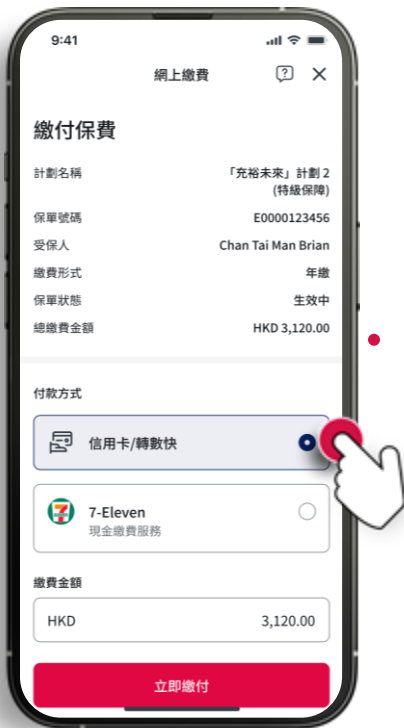 9:41
網上繳費
繳付保費
計劃名稱 「充裕未來」計劃 2
(特級保障)
保單號碼 E0000123456
受保人 Chan Tai Man Brian
繳費形式 年繳
保單狀態 生效中
總繳費金額 HKD 3,120.00
付款方式
信用卡/轉數快
7-Eleven
現金繳費服務
繳費金額
HKD 3,120.00
立即繳付